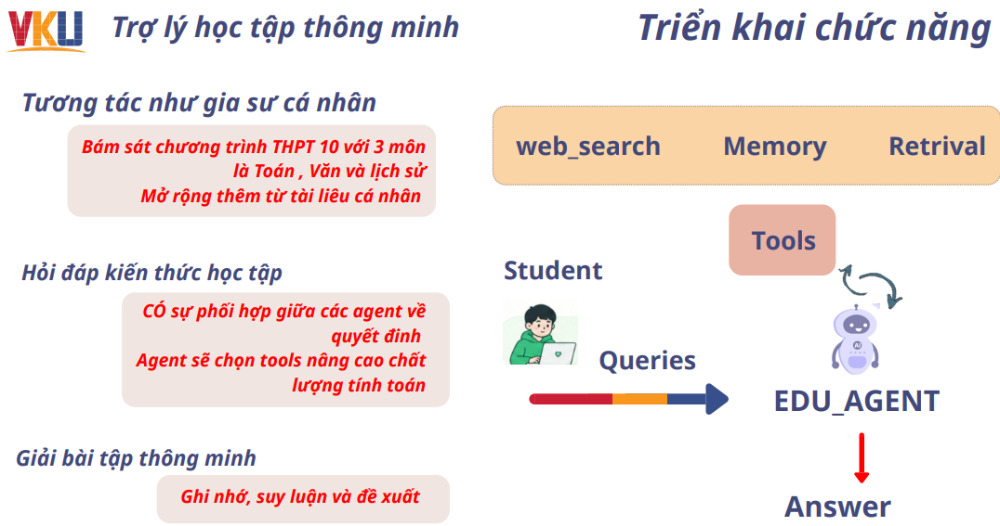 VKU
Trợ lý học tập thông minh
Triển khai chức năng
Tương tác như gia sư cá nhân
Bám sát chương trình THPT 10 với 3 môn
là Toán , Văn và lịch sử
Mở rộng thêm từ tài liêu cá nhân
Hỏi đáp kiến thức học tập
CÓ sự phối hợp giữa các agent về
quyết đinh
Agent sẽ chọn tools nâng cao chất
lượng tính toán
Giải bài tập thông minh
Ghi nhớ, suy luận và đề xuất
web_search
Memory
Retrival
Tools
Student
Queries
AI
EDU_AGENT
Answer